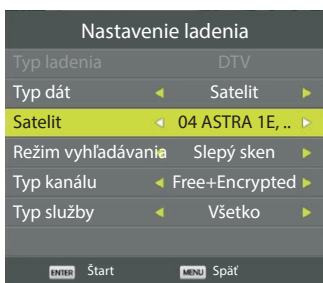 Nastavenie ladenia
Typ ladenia DTV
Typ dát Satelit
Satelit 04 ASTRA 1E, ..
Režim vyhľadávania Slepý sken
Typ kanálu Free+Encrypted
Typ služby Všetko
ENTER Štart MENU Späť